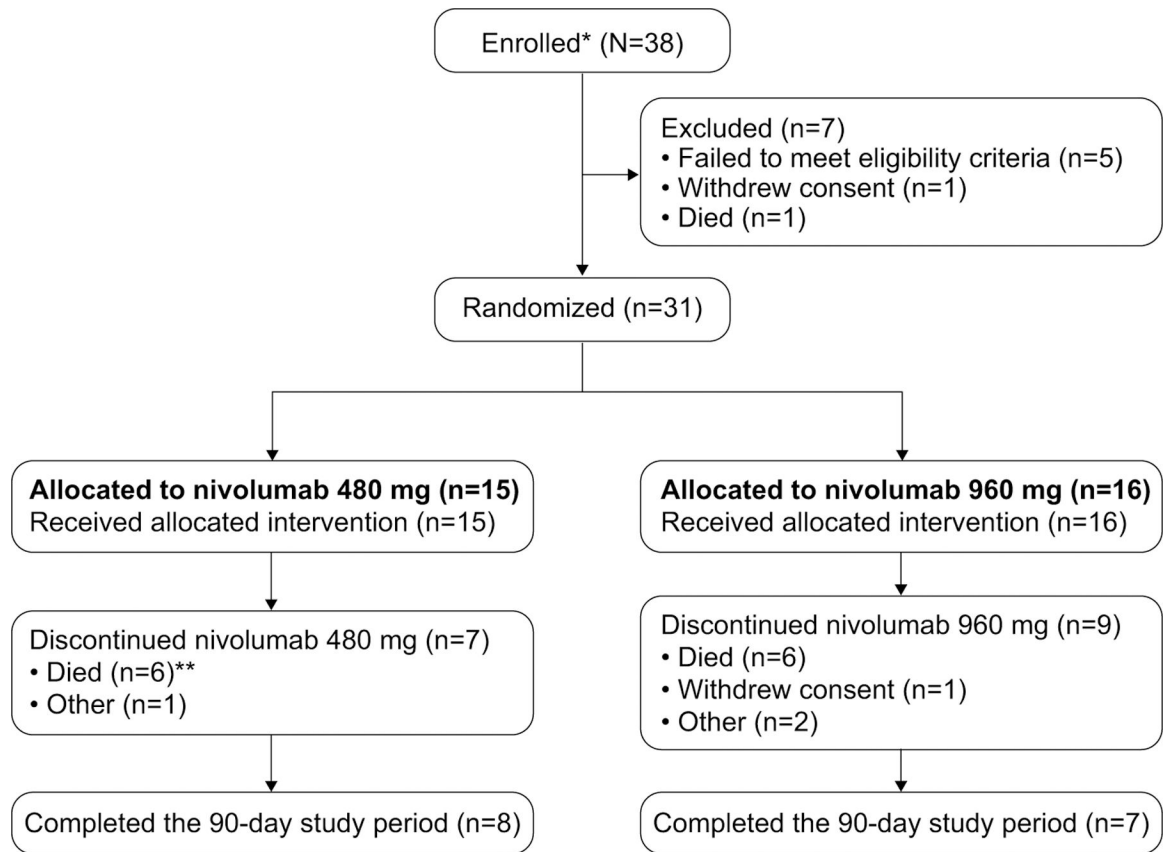 Enrolled* (N=38)
Excluded (n=7)
• Failed to meet eligibility criteria (n=5)
• Withdrew consent (n=1)
• Died (n=1)
Randomized (n=31)
Allocated to nivolumab 480 mg (n=15)
Received allocated intervention (n=15)
Allocated to nivolumab 960 mg (n=16)
Received allocated intervention (n=16)
Discontinued nivolumab 480 mg (n=7)
• Died (n=6)**
• Other (n=1)
Discontinued nivolumab 960 mg (n=9)
• Died (n=6)
• Withdrew consent (n=1)
• Other (n=2)
Completed the 90-day study period (n=8)
Completed the 90-day study period (n=7)